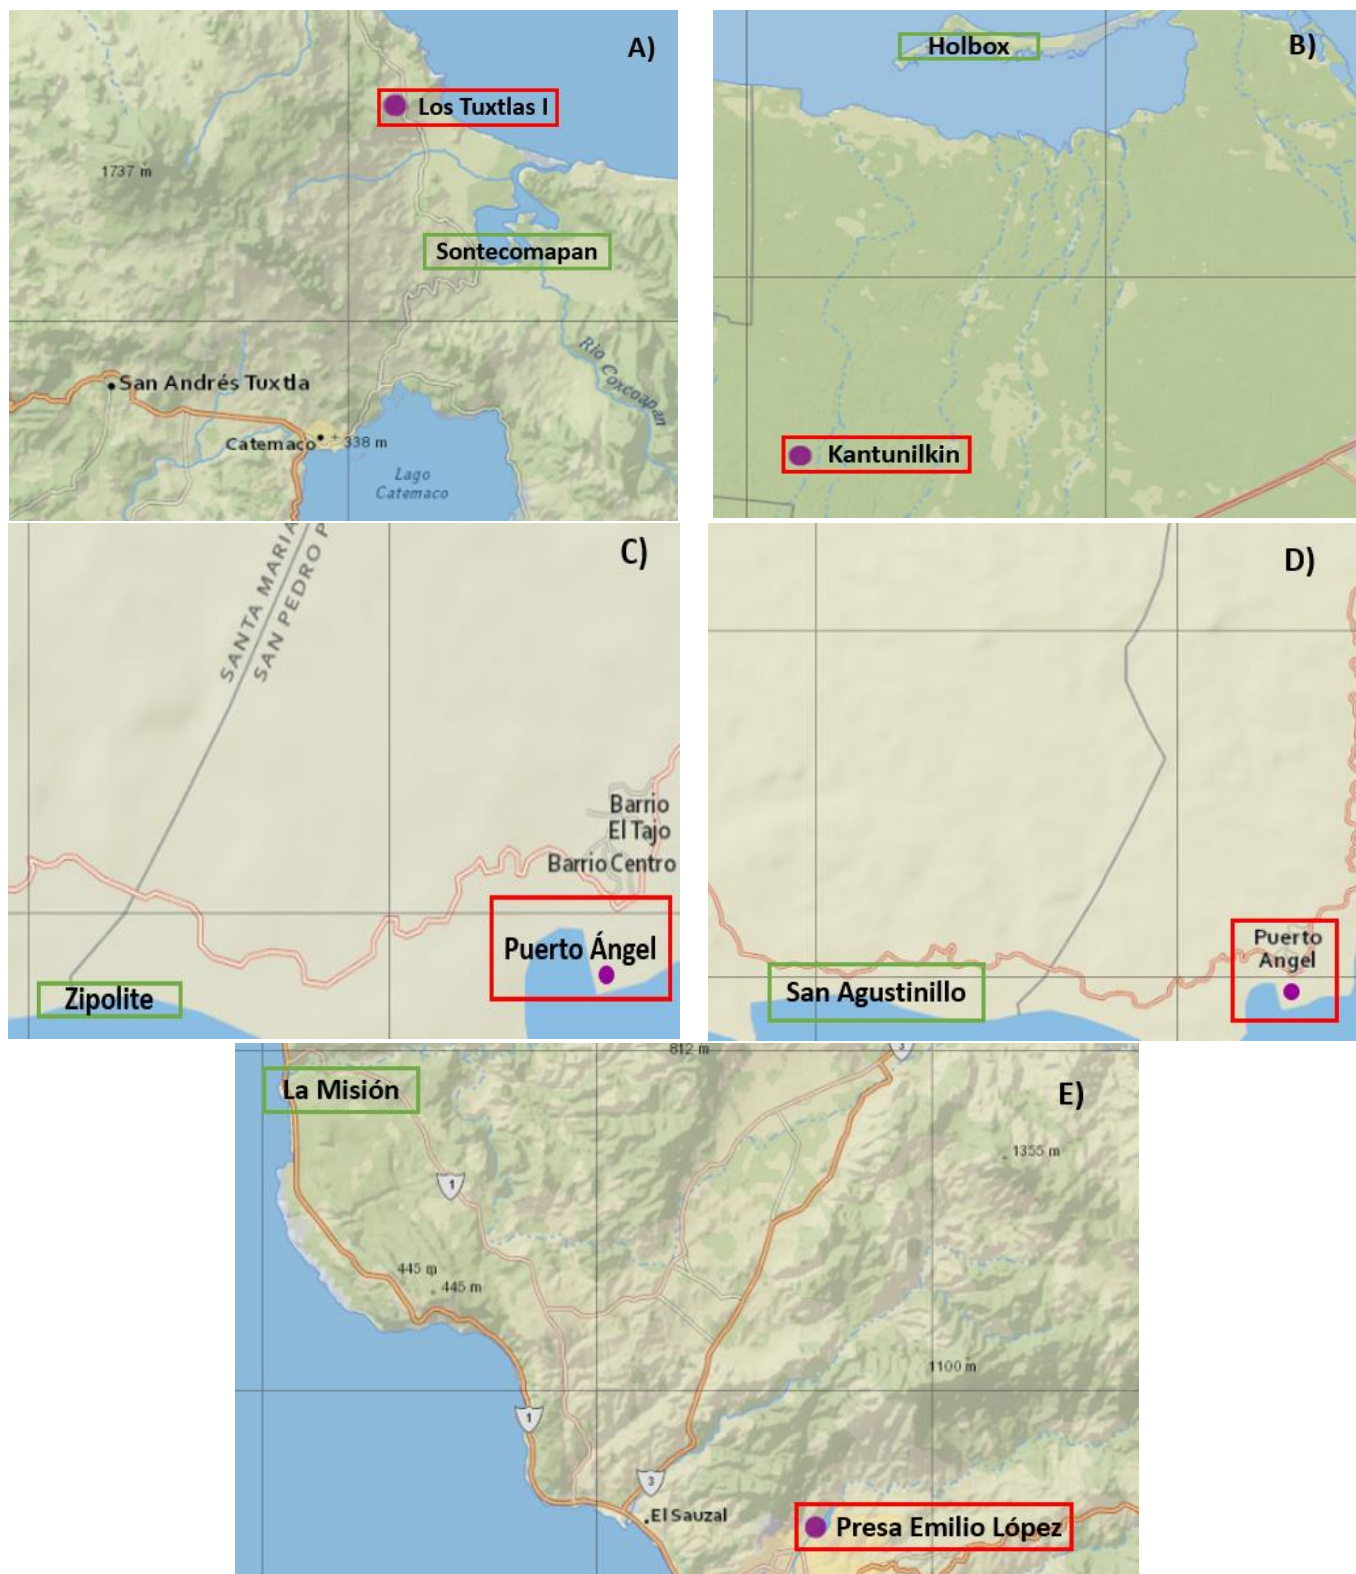 A)
Los Tuxtlas I
1737 m
Sontecomapan
Rio Coxcoapan
San Andrés Tuxtla
Catemaco
338 m
Lago
Catemaco
B)
Holbox
Kantunilkin
C)
SANTA MARIA
SAN PEDRO P
Barrio
El Tajo
Barrio Centro
Puerto Ángel
Zipolite
D)
Puerto
Angel
San Agustinillo
E)
812 m
3
La Misión
1
1355 m
445 m
445 m
1100 m
1
3
El Sauzal
Presa Emilio López